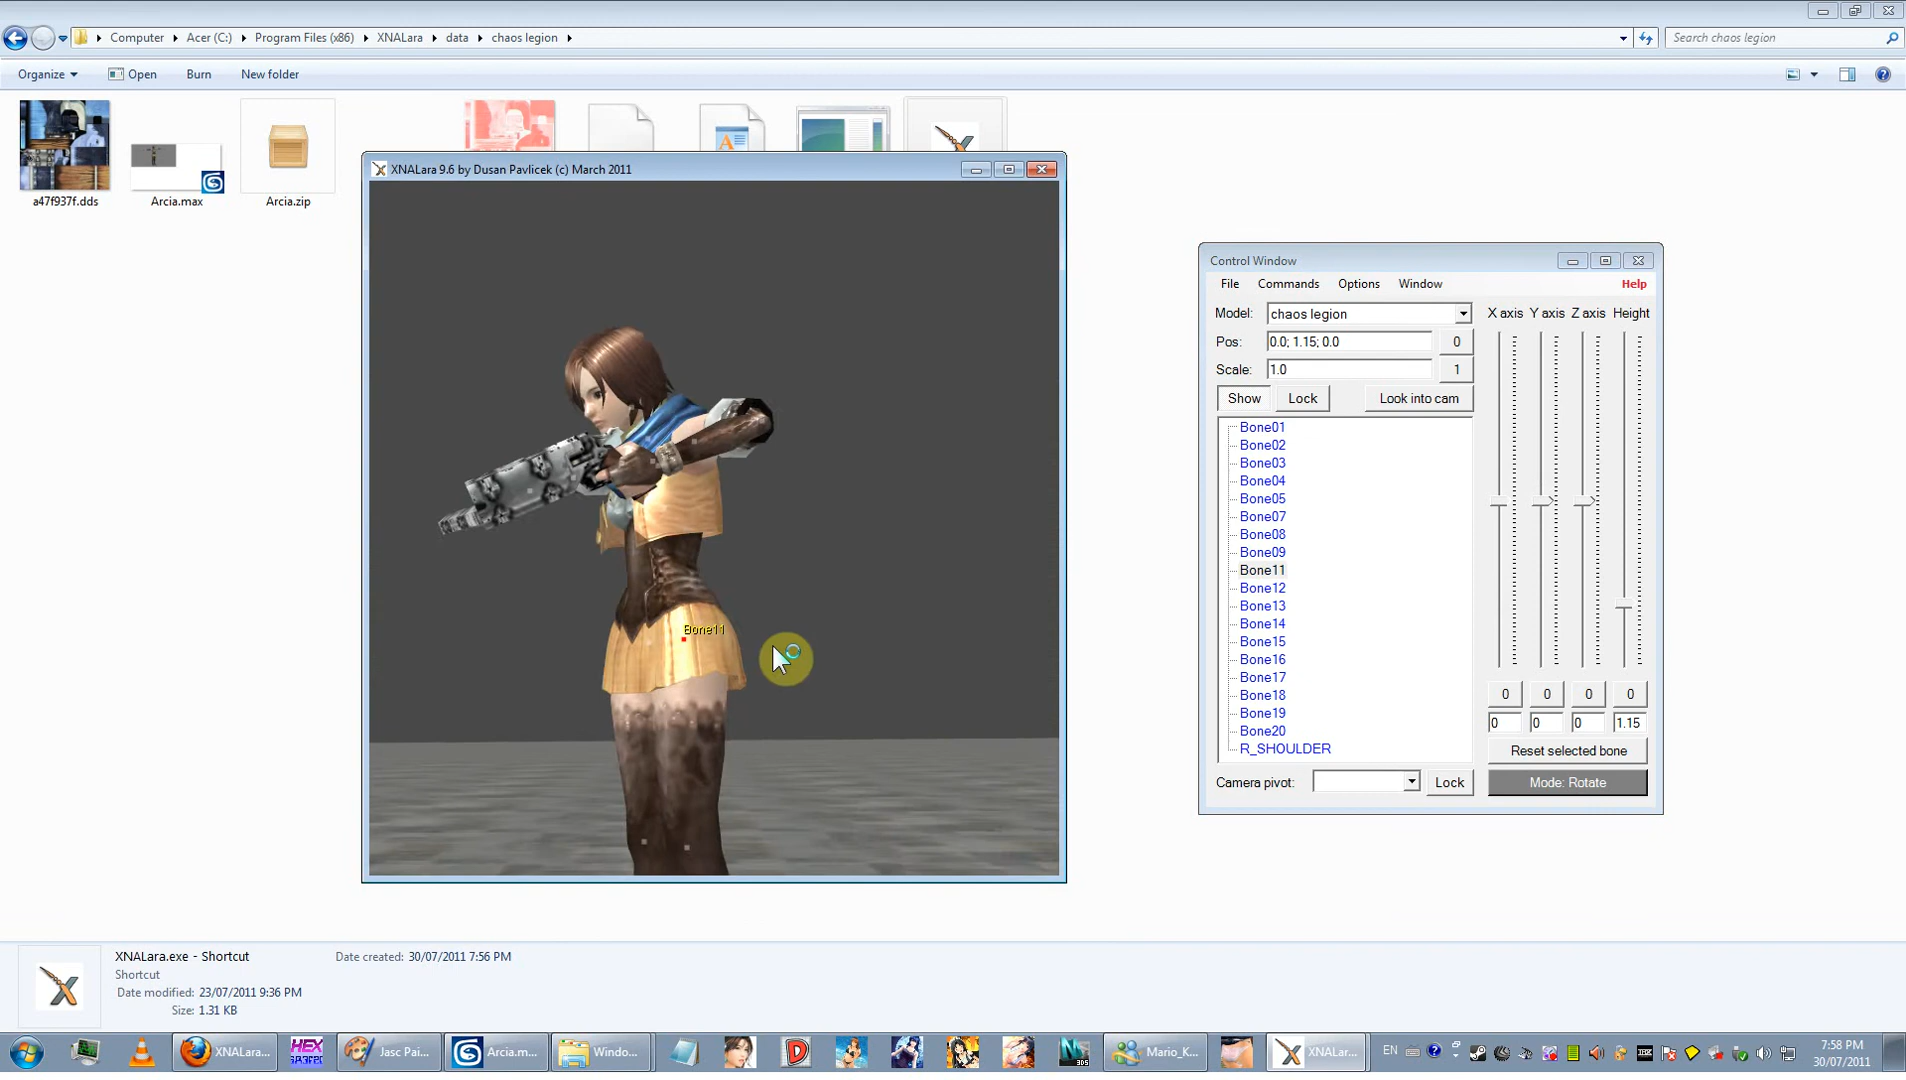 Computer Acer (C:) Program Files (x86) XNALara data chaos legion
Search chaos legion
Organize Open Burn New folder
a47f937f.dds
Arcia.max
Arcia.zip
XNALara 9.6 by Dusan Pavlicek (c) March 2011
Bone11
Control Window
File Commands Options Window Help
Model: chaos legion
X axis Y axis Z axis Height
Pos: 0.0; 1.15; 0.0 0
Scale: 1.0 1
Show Lock Look into cam
Bone01
Bone02
Bone03
Bone04
Bone05
Bone07
Bone08
Bone09
Bone11
Bone12
Bone13
Bone14
Bone15
Bone16
Bone17
Bone18
Bone19
Bone20
R_SHOULDER
0 0 0 0
0 0 0 1.15
Reset selected bone
Camera pivot: Lock
Mode: Rotate
XNALara.exe - Shortcut
Date created: 30/07/2011 7:56 PM
Shortcut
Date modified: 23/07/2011 9:36 PM
Size: 1.31 KB
XNALara...
HEX
Jasc Pai...
Arcia.m...
Windo...
Mario_K...
XNALar...
EN
7:58 PM
30/07/2011